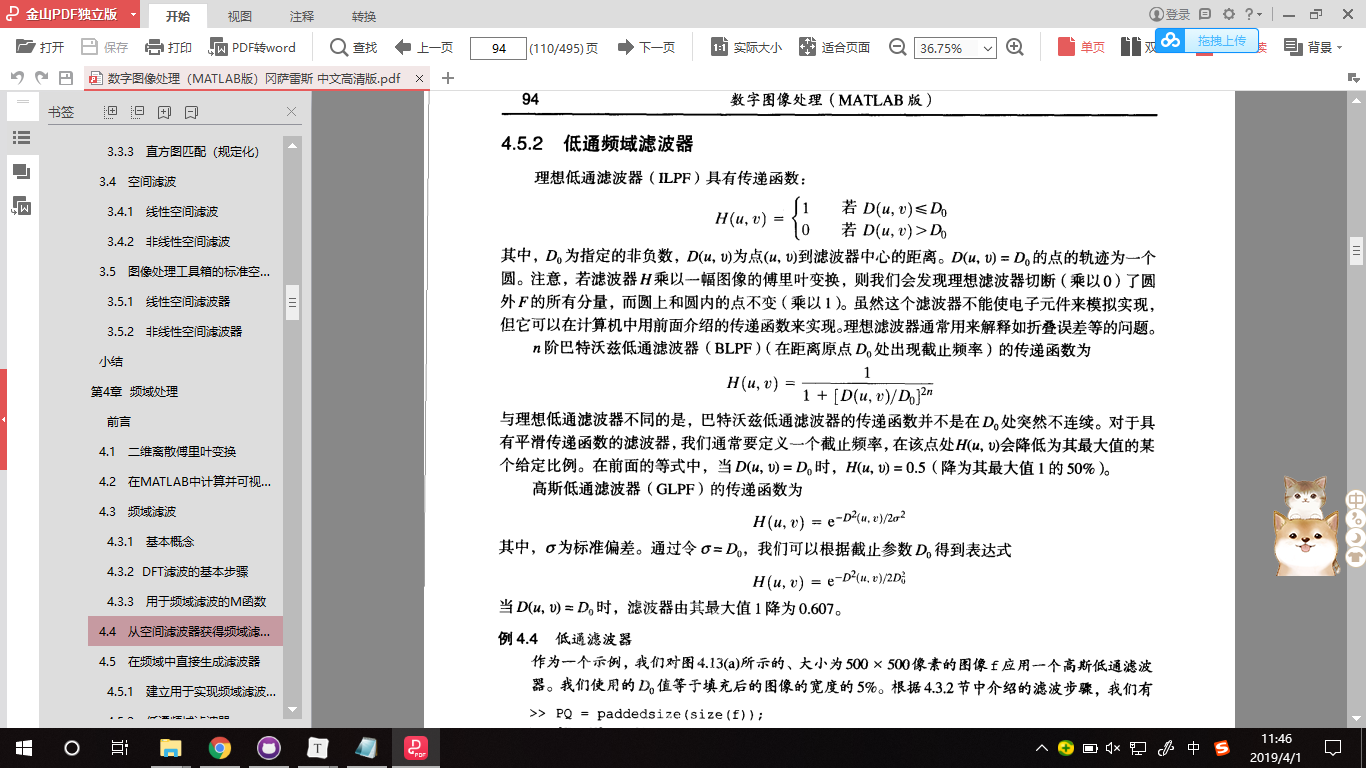 金山PDF独立版
开始
视图
注释
转换
登录
打开
保存
打印
PDF转word
查找
上一页
94
(110/495)页
下一页
实际大小
适合页面
36.75%
单页
双
拖拽上传
读
背景
数字图像处理（MATLAB版）冈萨雷斯 中文高清版.pdf
书签
3.3.3 直方图匹配（规定化）
3.4 空间滤波
3.4.1 线性空间滤波
3.4.2 非线性空间滤波
3.5 图像处理工具箱的标准空...
3.5.1 线性空间滤波器
3.5.2 非线性空间滤波器
小结
第4章 频域处理
前言
4.1 二维离散傅里叶变换
4.2 在MATLAB中计算并可视...
4.3 频域滤波
4.3.1 基本概念
4.3.2 DFT滤波的基本步骤
4.3.3 用于频域滤波的M函数
4.4 从空间滤波器获得频域滤...
4.5 在频域中直接生成滤波器
4.5.1 建立用于实现频域滤波...
4.5.2 低通频域滤波器
94 数字图像处理（MATLAB 版）
4.5.2 低通频域滤波器
理想低通滤波器（ILPF）具有传递函数：
H(u, v) = { 1 若 D(u, v) ≤ D₀
0 若 D(u, v) > D₀
其中，D₀为指定的非负数，D(u, v)为点(u, v)到滤波器中心的距离。D(u, v) = D₀的点的轨迹为一个
圆。注意，若滤波器 H 乘以一幅图像的傅里叶变换，则我们会发现理想滤波器切断（乘以 0）了圆
外 F 的所有分量，而圆上和圆内的点不变（乘以 1）。虽然这个滤波器不能使电子元件来模拟实现，
但它可以在计算机中用前面介绍的传递函数来实现。理想滤波器通常用来解释如折叠误差等的问题。
n 阶巴特沃兹低通滤波器（BLPF）（在距离原点 D₀ 处出现截止频率）的传递函数为
H(u, v) = 1 / (1 + [D(u, v)/D₀]²ⁿ)
与理想低通滤波器不同的是，巴特沃兹低通滤波器的传递函数并不是在 D₀ 处突然不连续。对于具
有平滑传递函数的滤波器，我们通常要定义一个截止频率，在该点处 H(u, v)会降低为其最大值的某
个给定比例。在前面的等式中，当 D(u, v) = D₀ 时，H(u, v) = 0.5（降为其最大值 1 的 50%）。
高斯低通滤波器（GLPF）的传递函数为
H(u, v) = e^(−D²(u, v)/2σ²)
其中，σ为标准偏差。通过令 σ = D₀，我们可以根据截止参数 D₀ 得到表达式
H(u, v) = e^(−D²(u, v)/2D₀²)
当 D(u, v) = D₀ 时，滤波器由其最大值 1 降为 0.607。
例 4.4 低通滤波器
作为一个示例，我们对图 4.13(a)所示的、大小为 500 × 500 像素的图像 f 应用一个高斯低通滤波
器。我们使用的 D₀ 值等于填充后的图像的宽度的 5%。根据 4.3.2 节中介绍的滤波步骤，我们有
>> PQ = paddedsize(size(f));
中
中
11:46
2019/4/1